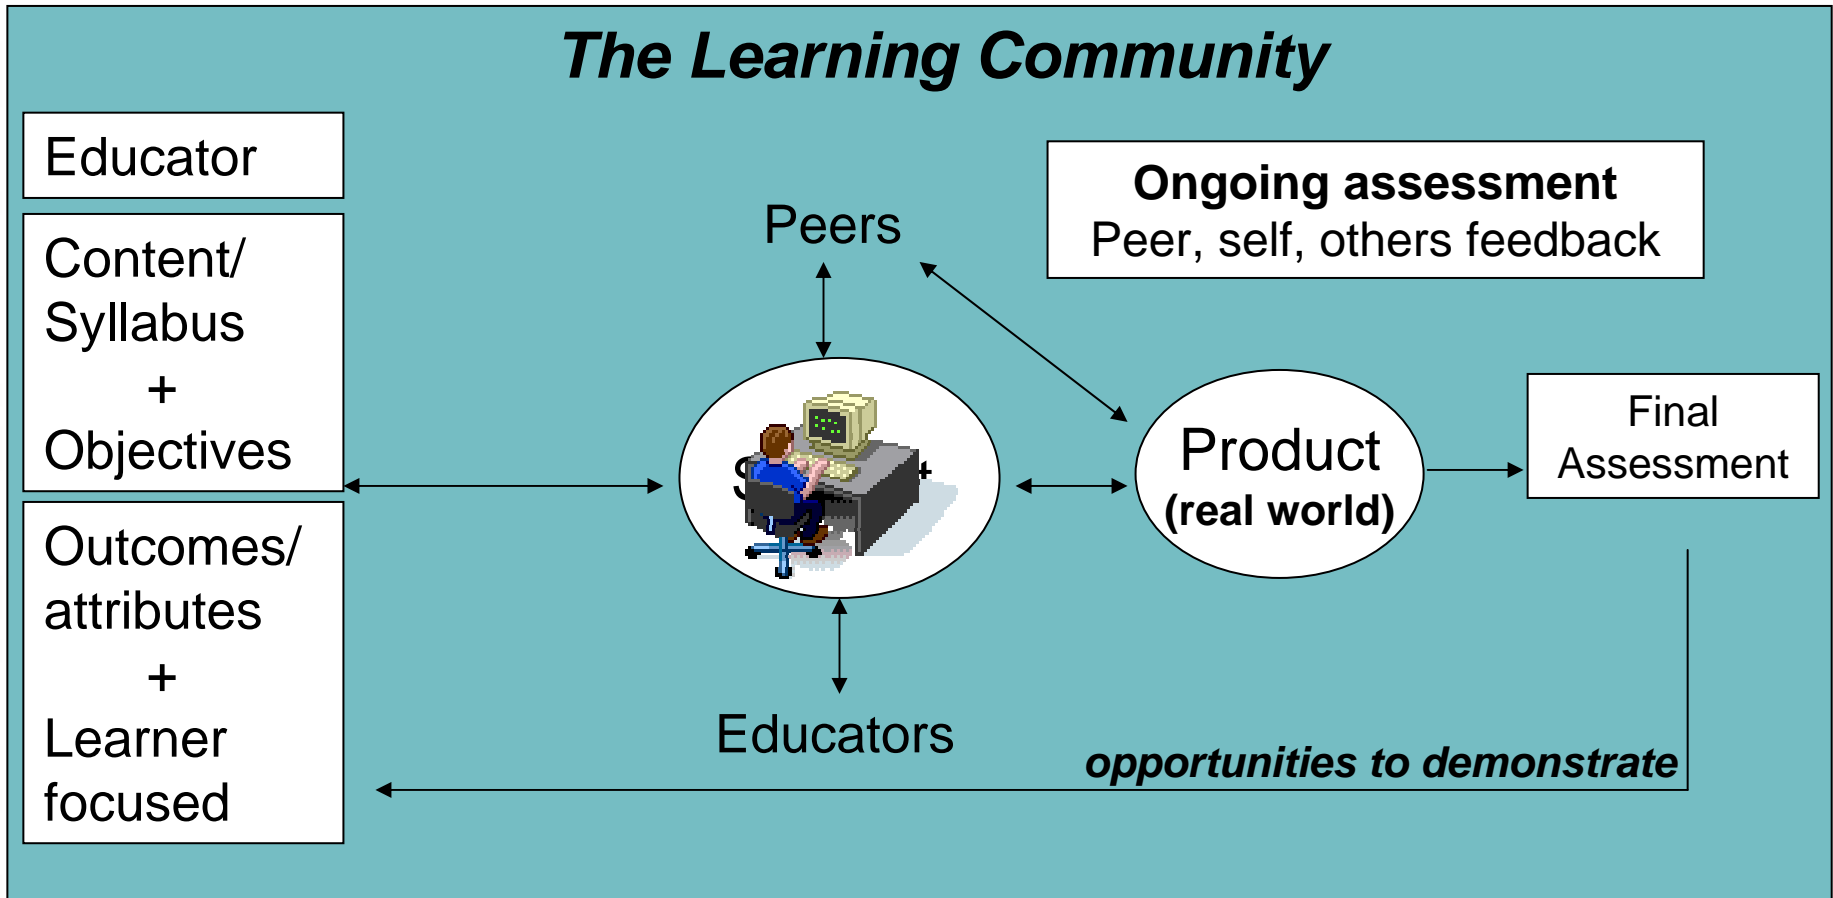 The Learning Community
Educator
Content/
Syllabus
+
Objectives
Outcomes/
attributes
+
Learner
focused
Peers
Educators
Ongoing assessment
Peer, self, others feedback
Product
(real world)
Final
Assessment
opportunities to demonstrate